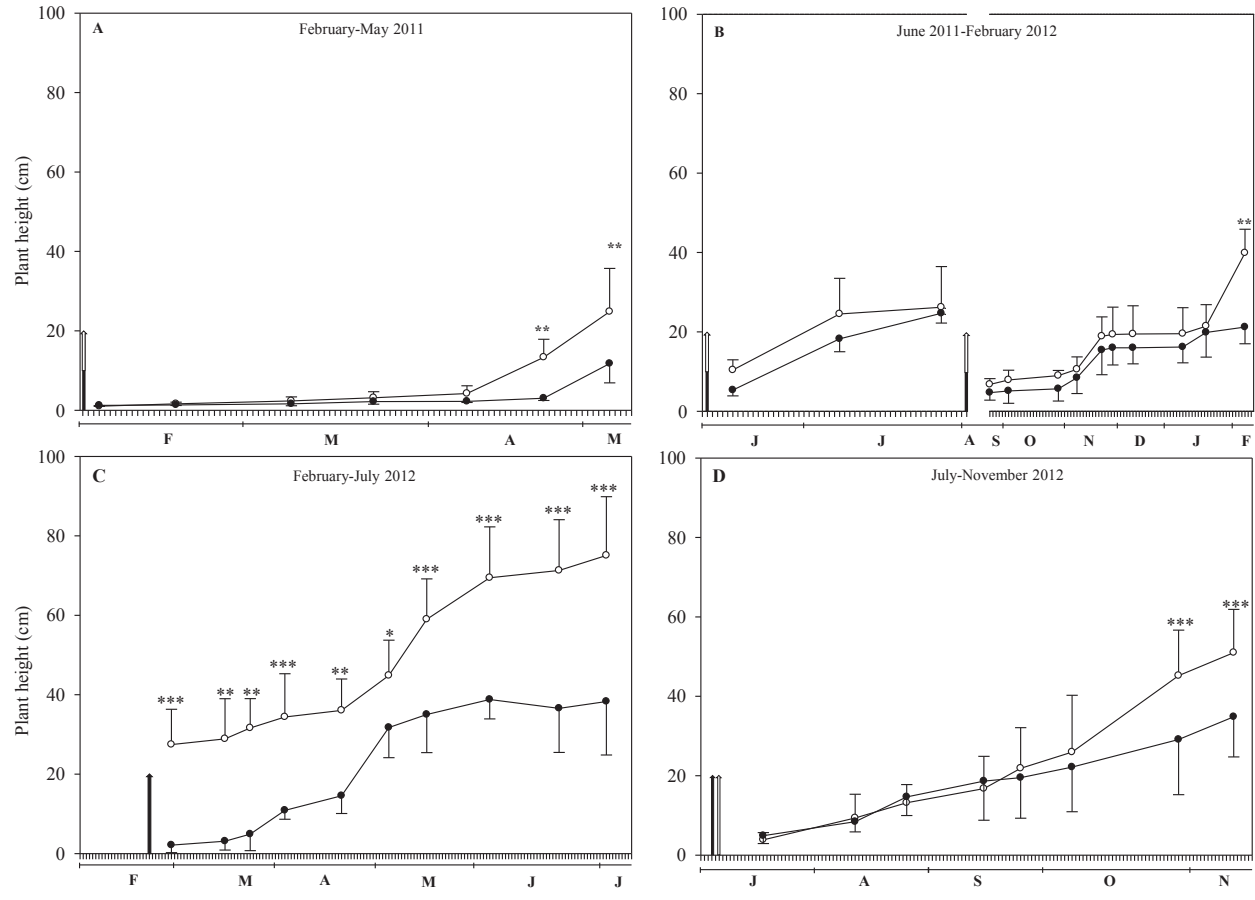 A
February-May 2011
100
80
60
40
20
0
Plant height (cm)
**
**
F M A M
B
June 2011-February 2012
100
80
60
40
20
0
**
J J A S O N D J F
C
February-July 2012
100
80
60
40
20
0
Plant height (cm)
***
**
**
***
**
*
***
***
***
***
F M A M J J
D
July-November 2012
100
80
60
40
20
0
***
***
J A S O N